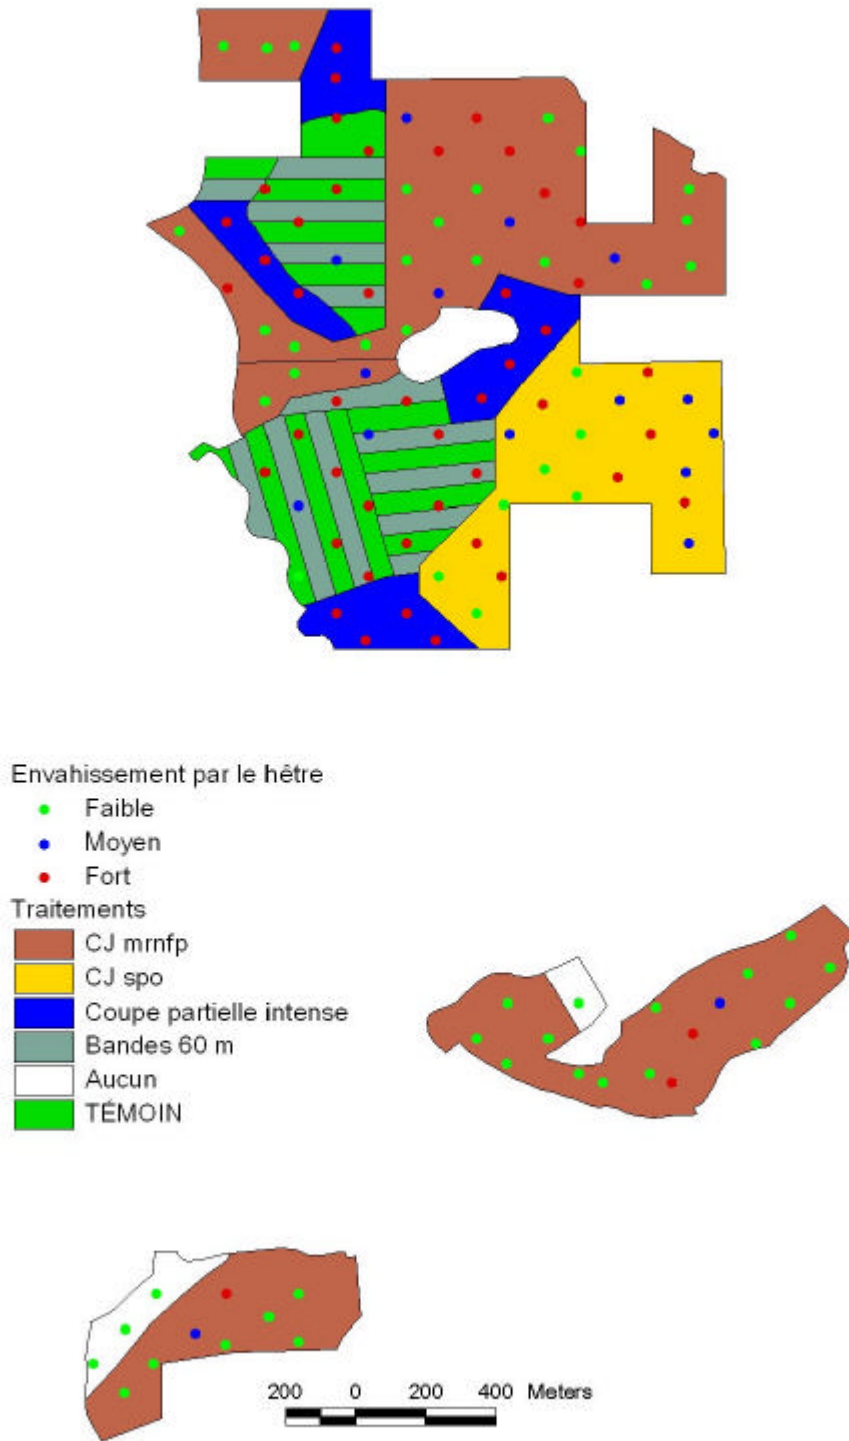 Envahissement par le hêtre
Faible
Moyen
Fort
Traitements
CJ mrnfp
CJ spo
Coupe partielle intense
Bandes 60 m
Aucun
TÉMOIN
200 0 200 400 Meters